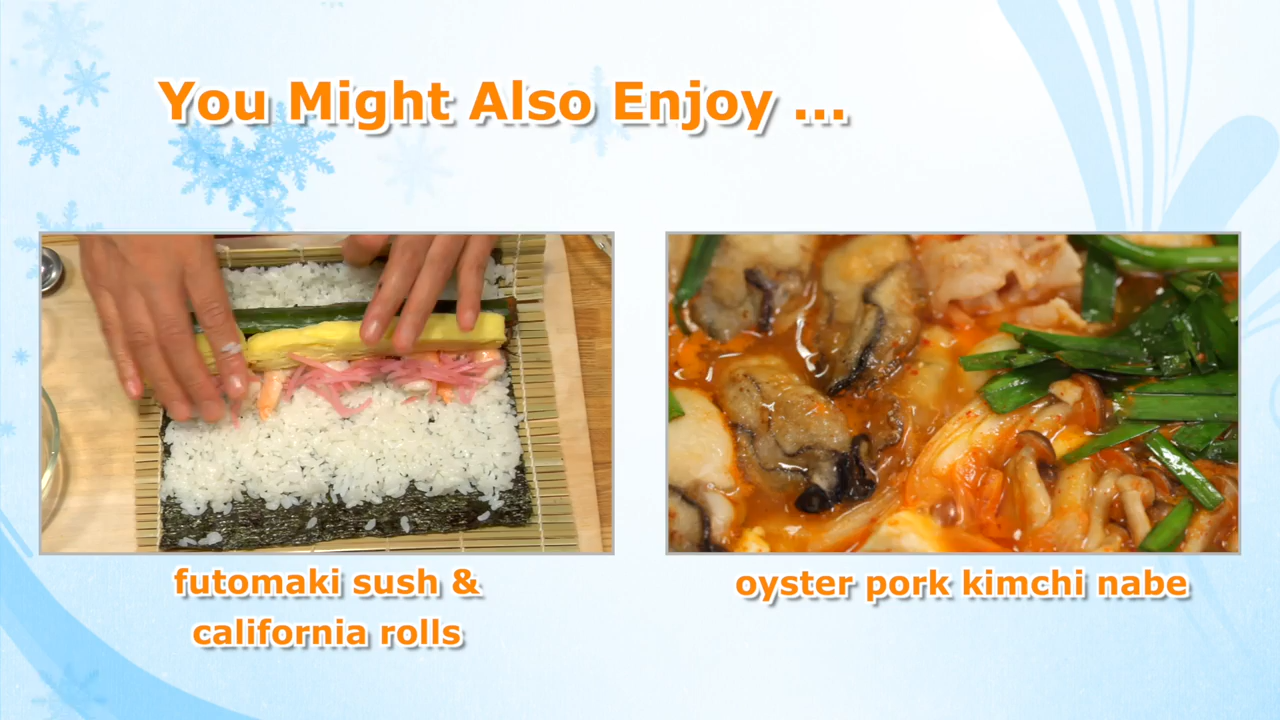 You Might Also Enjoy ...
futomaki sush &
california rolls
oyster pork kimchi nabe